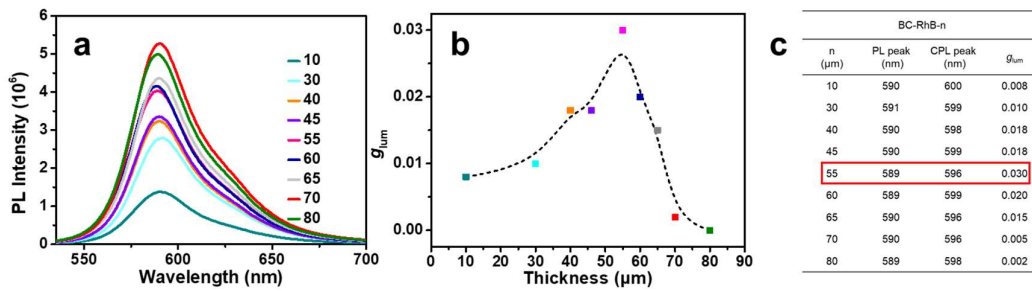 a
PL Intensity (10⁶)
6
5
4
3
2
1
0
550
600
650
700
Wavelength (nm)
10
30
40
45
55
60
65
70
80
b
g_lum
0.03
0.02
0.01
0.00
0 10 20 30 40 50 60 70 80 90
Thickness (μm)
c
BC-RhB-n
n (μm) PL peak (nm) CPL peak (nm) g_lum
10 590 600 0.008
30 591 599 0.010
40 590 598 0.018
45 590 599 0.018
55 589 596 0.030
60 589 599 0.020
65 590 596 0.015
70 590 596 0.005
80 589 598 0.002